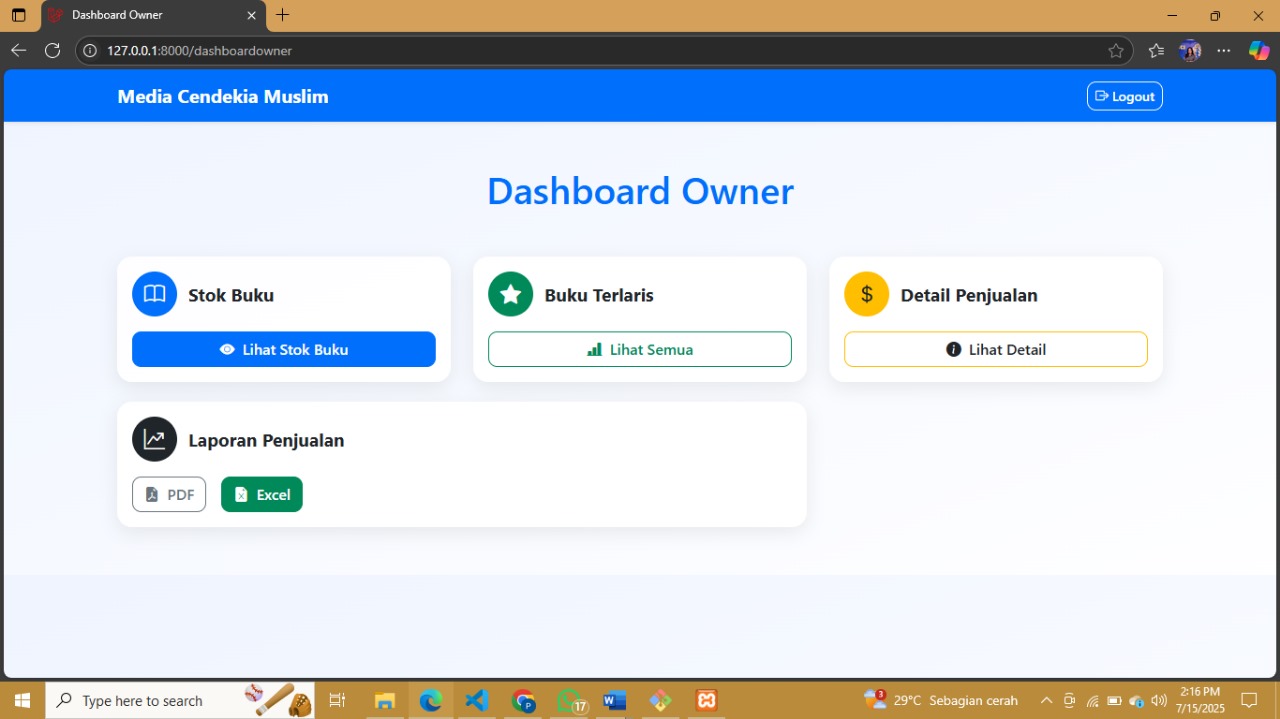 Dashboard Owner
127.0.0.1:8000/dashboardowner
Media Cendekia Muslim
Logout
Dashboard Owner
Stok Buku
Buku Terlaris
Detail Penjualan
Lihat Stok Buku
Lihat Semua
Lihat Detail
Laporan Penjualan
PDF
Excel
Type here to search
17
3
29°C Sebagian cerah
2:16 PM
7/15/2025